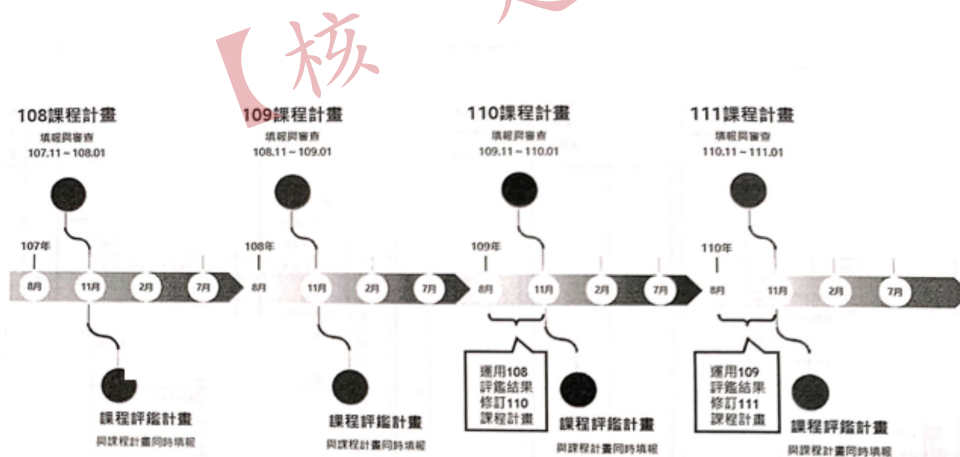 【核定
108課程計畫
填報與審查
107.11~108.01
109課程計畫
填報與審查
108.11~109.01
110課程計畫
填報與審查
109.11~110.01
111課程計畫
填報與審查
110.11~111.01
107年
108年
109年
110年
8月
11月
2月
7月
8月
11月
2月
7月
8月
11月
2月
7月
8月
11月
2月
7月
運用108
評鑑結果
修訂110
課程計畫
運用109
評鑑結果
修訂111
課程計畫
課程評鑑計畫
與課程計畫同時填報
課程評鑑計畫
與課程計畫同時填報
課程評鑑計畫
與課程計畫同時填報
課程評鑑計畫
與課程計畫同時填報